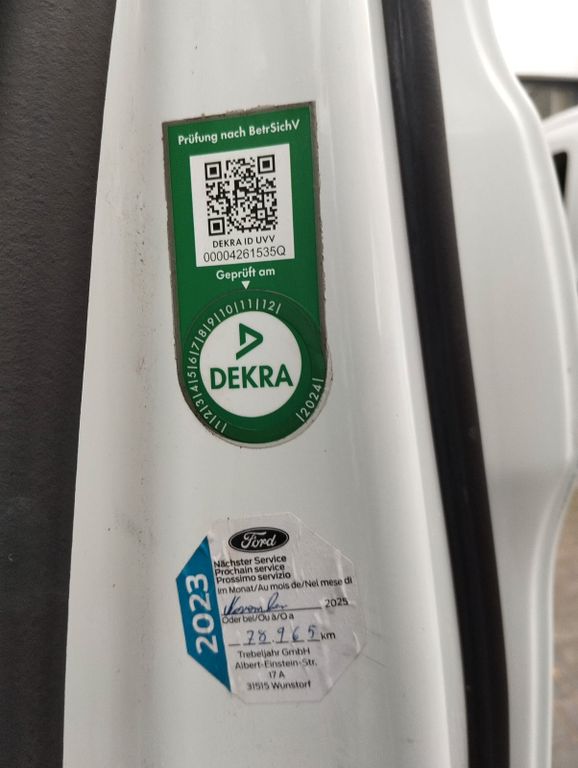 Prüfung nach BetrSichV
DEKRA ID UVV
00004261535Q
Geprüft am
|1|2|3|4|5|6|7|8|9|10|11|12|
DEKRA
|2024|
2023
Ford
Nächster Service
Prochain service
Prossimo servizio
Im Monat/Au mois de/Nel mese di
November 2025
Oder bei/Ou à/O a
78.965 km
Trebeljahr GmbH
Albert-Einstein-Str.
17 A
31515 Wunstorf